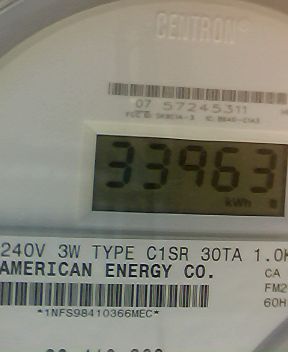 CENTRON®
07 57245311
33963
kWh
240V 3W TYPE C1SR 30TA 1.0K
AMERICAN ENERGY CO.
CA
FM2
60H
*1NFS98410366MEC*